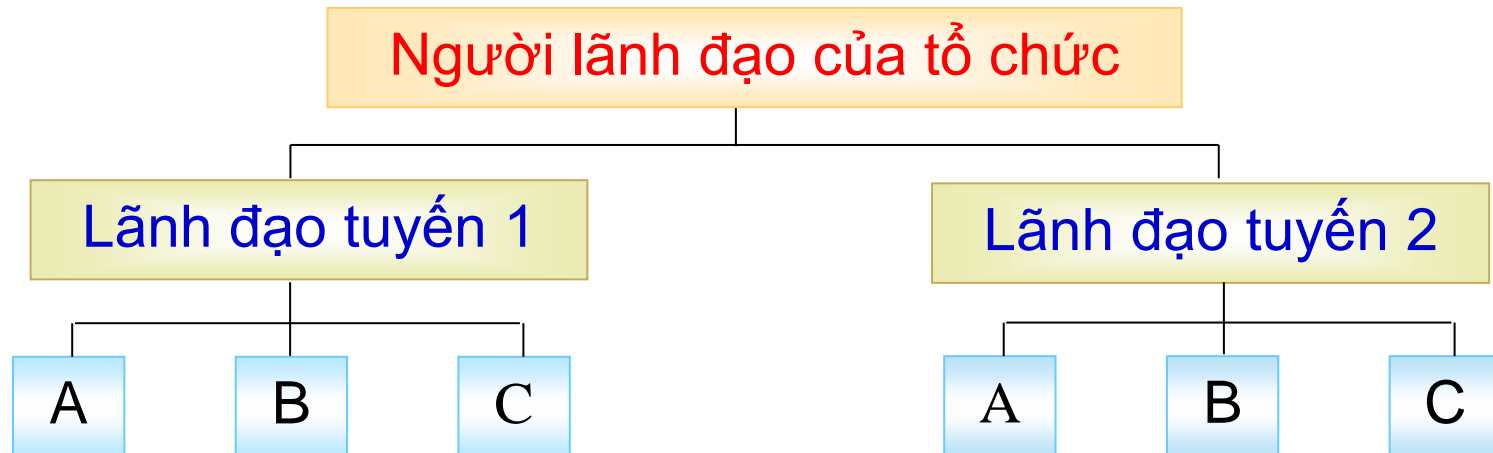 Người lãnh đạo của tổ chức
Lãnh đạo tuyến 1
Lãnh đạo tuyến 2
A B C
A B C